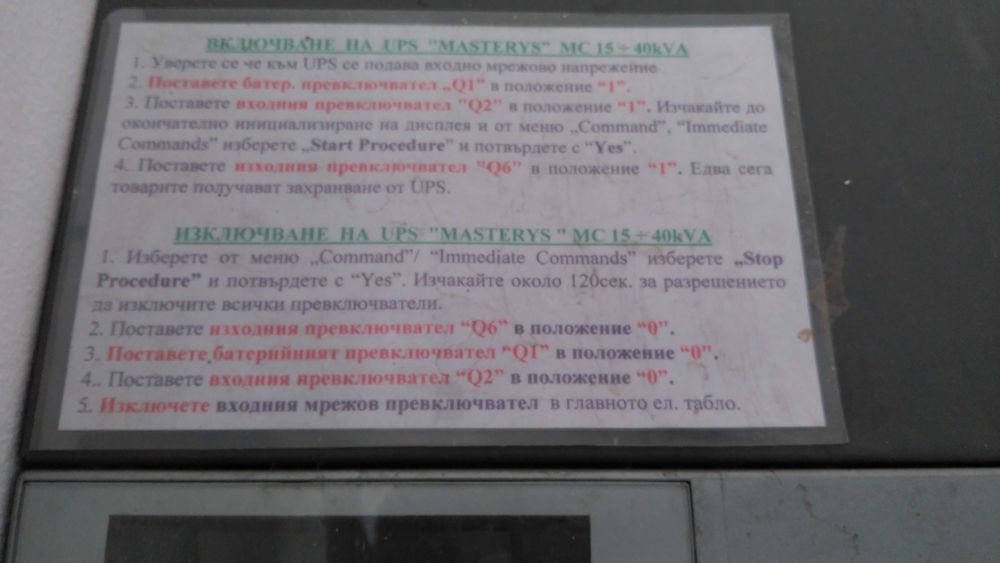 ВКЛЮЧВАНЕ НА UPS "MASTERYS" MC 15 ÷ 40kVA
1. Уверете се че към UPS се подава входно мрежово напрежение
2. Поставете батер. превключвател „Q1" в положение “1”.
3. Поставете входния превключвател "Q2" в положение “1”. Изчакайте до
окончателно инициализиране на дисплея и от меню „Command”, “Immediate
Commands” изберете „Start Procedure” и потвърдете с “Yes”.
4. Поставете изходния превключвател "Q6" в положение “1”. Едва сега
товарите получават захранване от UPS.
ИЗКЛЮЧВАНЕ НА UPS "MASTERYS " MC 15 ÷ 40kVA
1. Изберете от меню „Command”/ “Immediate Commands” изберете „Stop
Procedure” и потвърдете с “Yes”. Изчакайте около 120сек. за разрешението
да изключите всички превключватели.
2. Поставете изходния превключвател “Q6” в положение “0”.
3. Поставете батерийният превключвател “Q1” в положение “0”.
4.. Поставете входния превключвател “Q2” в положение “0”.
5. Изключете входния мрежов превключвател в главното ел. табло.